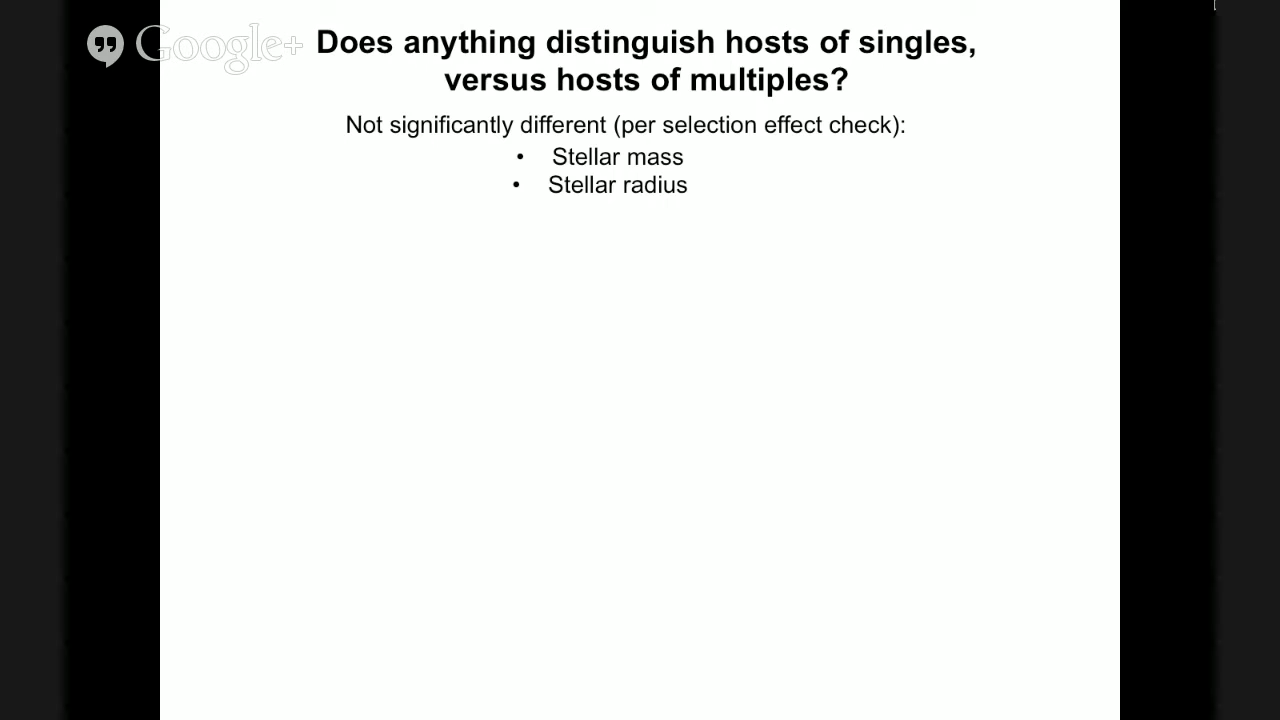 Google+
Does anything distinguish hosts of singles,
versus hosts of multiples?
Not significantly different (per selection effect check):
• Stellar mass
• Stellar radius